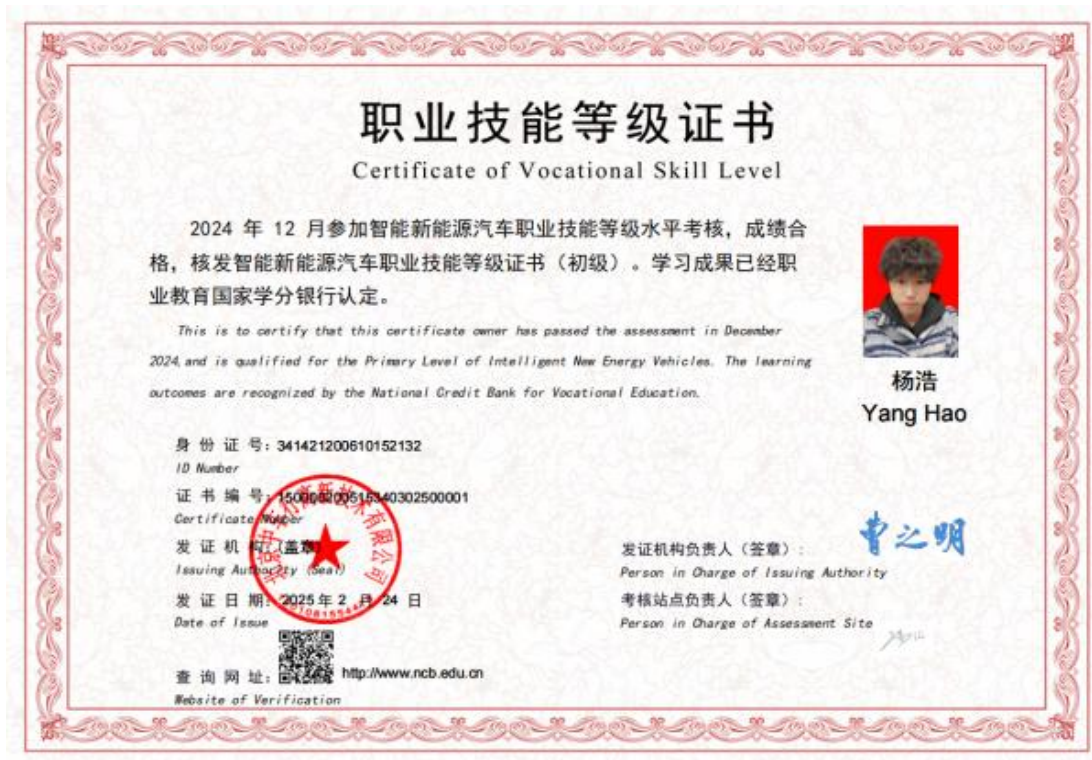 职业技能等级证书
Certificate of Vocational Skill Level
2024 年 12 月参加智能新能源汽车职业技能等级水平考核，成绩合
格，核发智能新能源汽车职业技能等级证书（初级）。学习成果已经职
业教育国家学分银行认定。
This is to certify that this certificate owner has passed the assessment in December
2024, and is qualified for the Primary Level of Intelligent New Energy Vehicles. The learning
outcomes are recognized by the National Credit Bank for Vocational Education.
杨浩
Yang Hao
身 份 证 号：341421200610152132
ID Number
证 书 编 号：
Certificate Number
发 证 机 构（盖章）
Issuing Authority (Seal)
发 证 日 期：2025 年 2 月 24 日
Date of Issue
查 询 网 址：http://www.ncb.edu.cn
Website of Verification
发证机构负责人（签章）：
曹之明
Person in Charge of Issuing Authority
考核站点负责人（签章）：
Person in Charge of Assessment Site